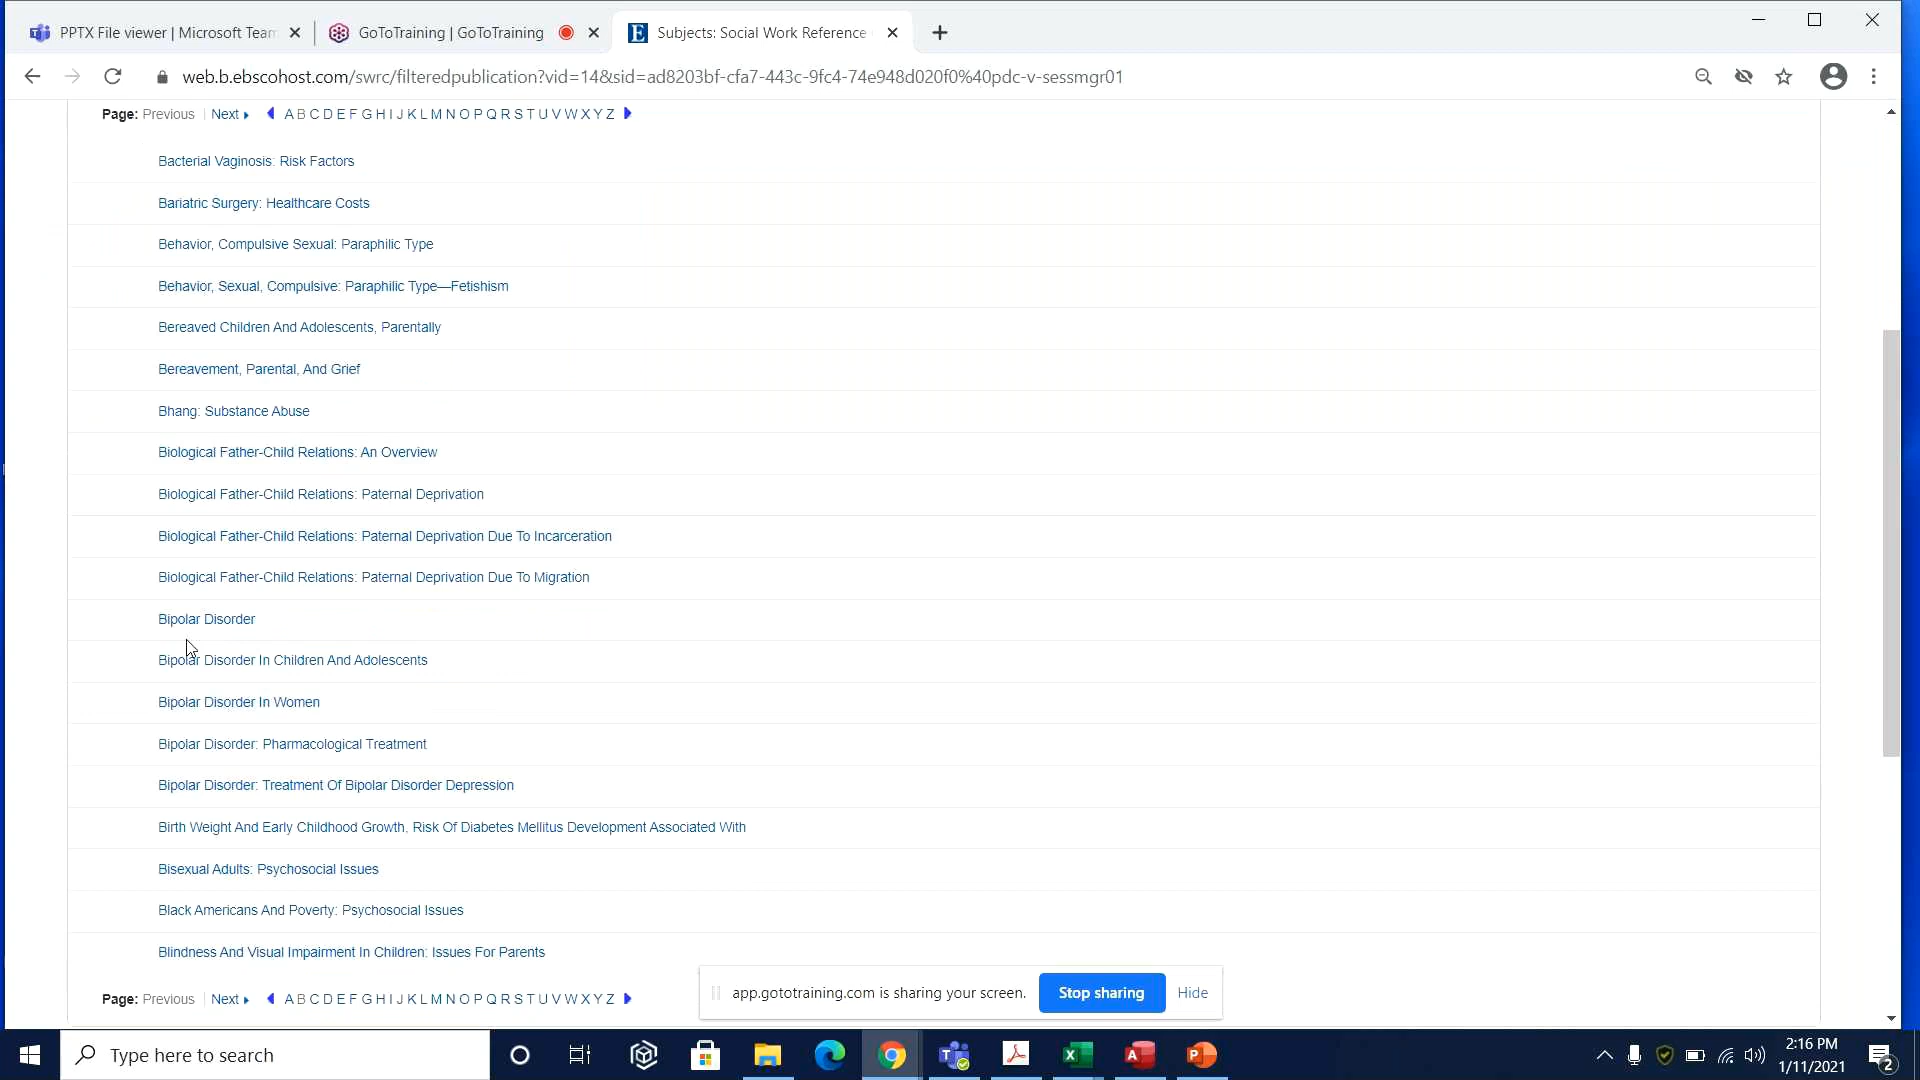 PPTX File viewer | Microsoft Team
GoToTraining | GoToTraining
Subjects: Social Work Reference
web.b.ebscohost.com/swrc/filteredpublication?vid=14&sid=ad8203bf-cfa7-443c-9fc4-74e948d020f0%40pdc-v-sessmgr01
Page: Previous | Next A B C D E F G H I J K L M N O P Q R S T U V W X Y Z
Bacterial Vaginosis: Risk Factors
Bariatric Surgery: Healthcare Costs
Behavior, Compulsive Sexual: Paraphilic Type
Behavior, Sexual, Compulsive: Paraphilic Type—Fetishism
Bereaved Children And Adolescents, Parentally
Bereavement, Parental, And Grief
Bhang: Substance Abuse
Biological Father-Child Relations: An Overview
Biological Father-Child Relations: Paternal Deprivation
Biological Father-Child Relations: Paternal Deprivation Due To Incarceration
Biological Father-Child Relations: Paternal Deprivation Due To Migration
Bipolar Disorder
Bipolar Disorder In Children And Adolescents
Bipolar Disorder In Women
Bipolar Disorder: Pharmacological Treatment
Bipolar Disorder: Treatment Of Bipolar Disorder Depression
Birth Weight And Early Childhood Growth, Risk Of Diabetes Mellitus Development Associated With
Bisexual Adults: Psychosocial Issues
Black Americans And Poverty: Psychosocial Issues
Blindness And Visual Impairment In Children: Issues For Parents
Page: Previous | Next A B C D E F G H I J K L M N O P Q R S T U V W X Y Z
app.gototraining.com is sharing your screen. Stop sharing Hide
Type here to search
2:16 PM
1/11/2021
2